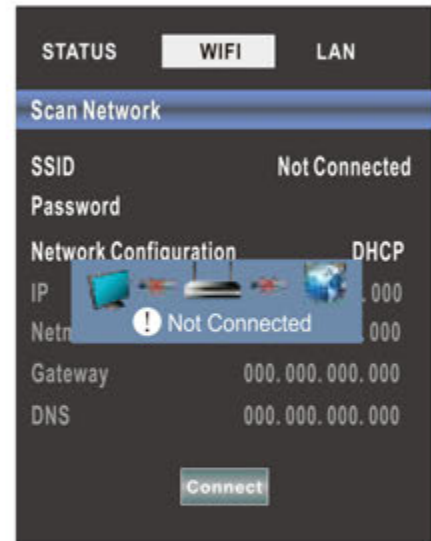 STATUS WIFI LAN
Scan Network
SSID Not Connected
Password
Network Configuration DHCP
IP .000
! Not Connected
000
Gateway 000.000.000.000
DNS 000.000.000.000
Connect